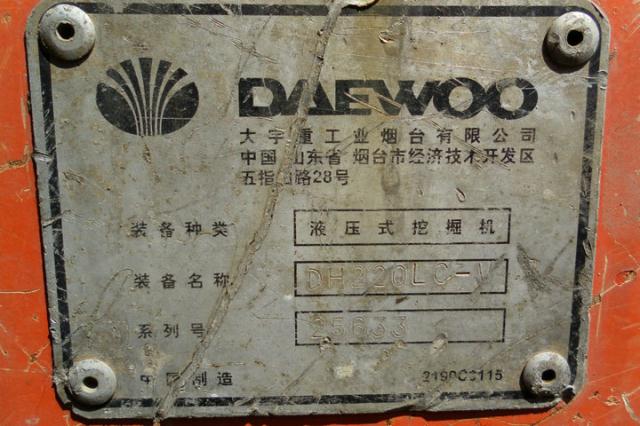 DAEWOO
大宇重工业烟台有限公司
中国 山东省 烟台市经济技术开发区
五指山路28号
装备种类 液压式挖掘机
装备名称 DH220LC-V
系列号 25633
中国制造 2190C6115